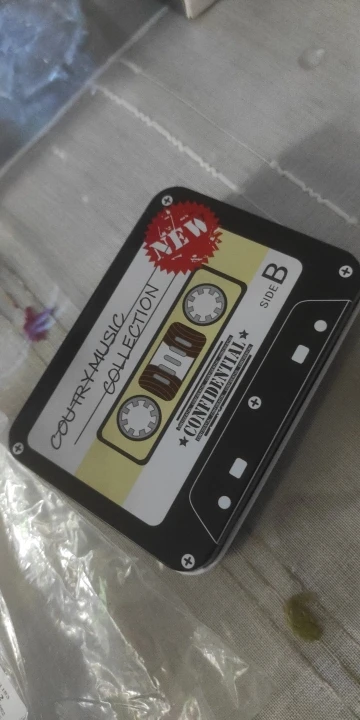 NEW
COUTRY MUSIC
COLLECTION
SIDE B
CONFIDENTIAL